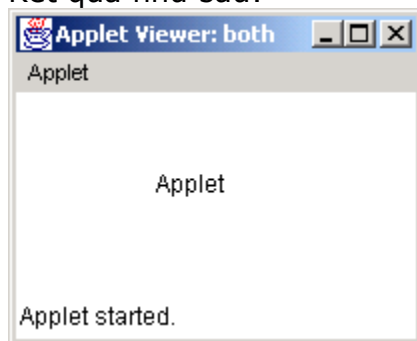 Kết quả như sau:
Applet Viewer: both
Applet
Applet
Applet started.